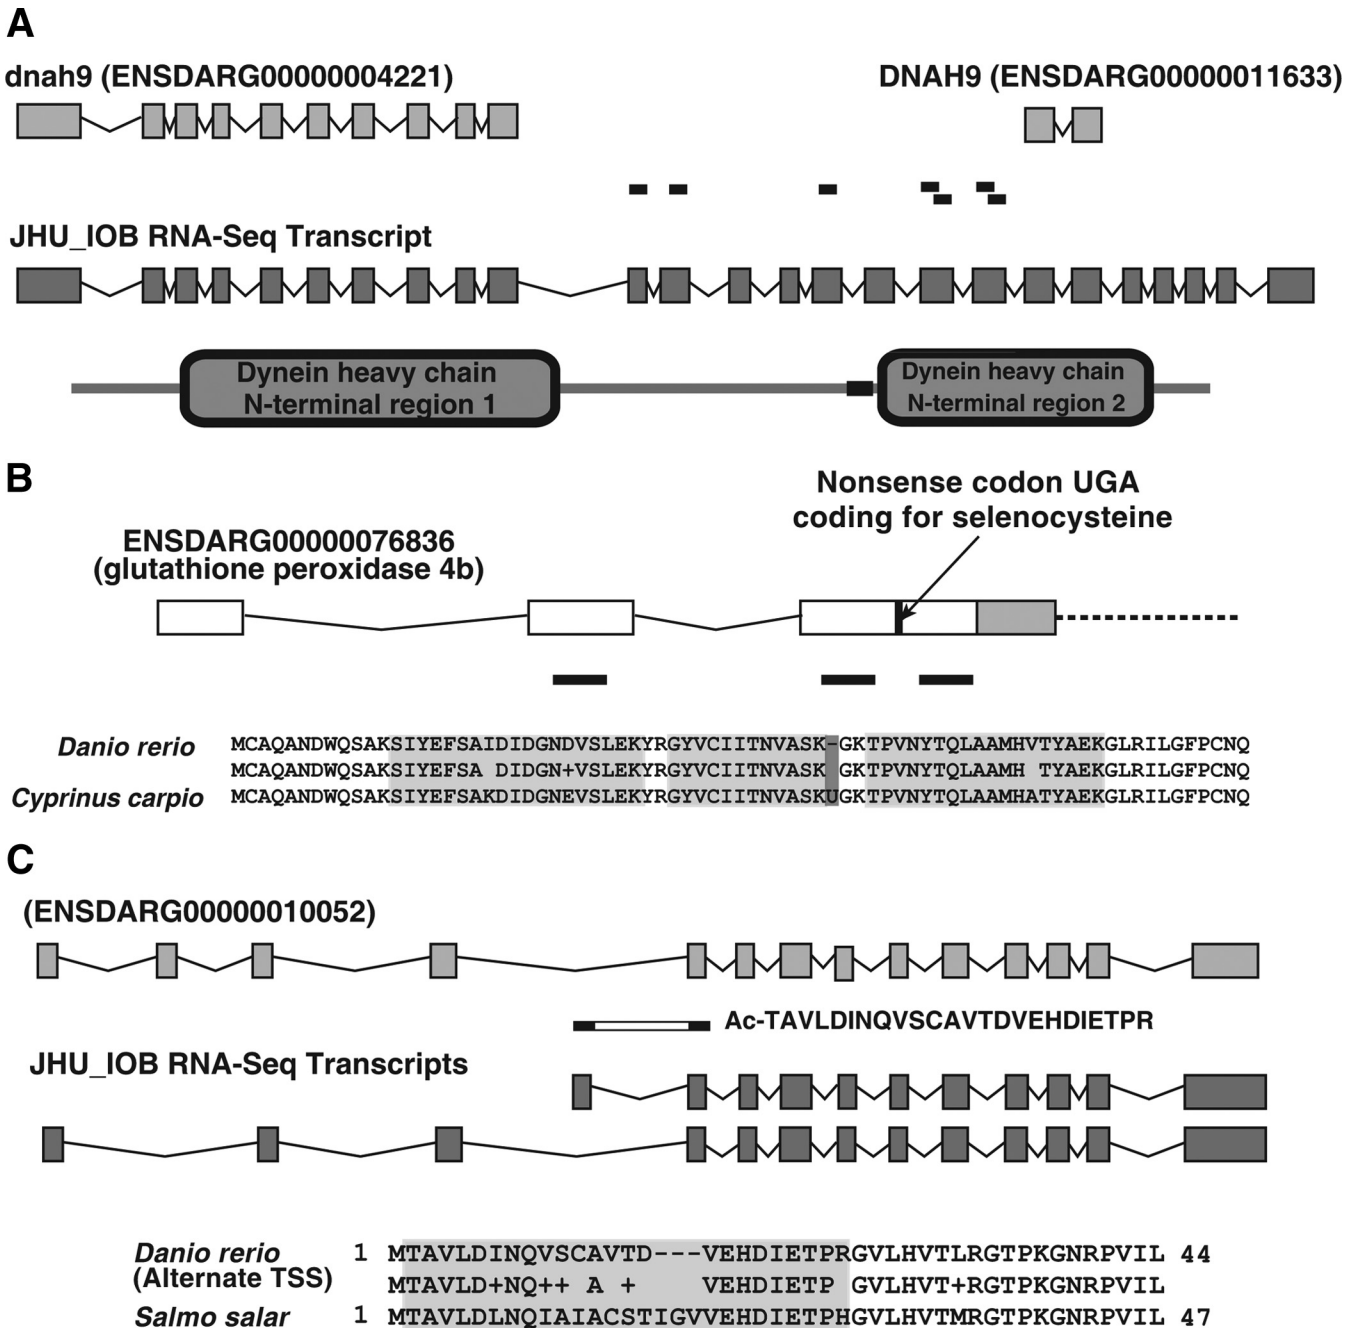 A
dnah9 (ENSDARG00000004221)
DNAH9 (ENSDARG00000011633)
JHU_IOB RNA-Seq Transcript
Dynein heavy chain
N-terminal region 1
Dynein heavy chain
N-terminal region 2
B
Nonsense codon UGA
coding for selenocysteine
ENSDARG00000076836
(glutathione peroxidase 4b)
Danio rerio MCAQANDWQSAKSIYEFSAIDIDGNDVSLEKYRGYVCIITNVASK-GKTPVNYTQLAAMHVTYAEKGLRILGFPCNQ
MCAQANDWQSAKSIYEFSA DIDGN+VSLEKYRGYVCIITNVASK GKTPVNYTQLAAMH TYAEKGLRILGFPCNQ
Cyprinus carpio MCAQANDWQSAKSIYEFSAKDIDGNEVSLEKYRGYVCIITNVASKUGKTPVNYTQLAAMHATYAEKGLRILGFPCNQ
C
(ENSDARG00000010052)
Ac-TAVLDINQVSCAVTDVEHDIETPR
JHU_IOB RNA-Seq Transcripts
Danio rerio 1 MTAVLDINQVSCAVTD---VEHDIETPRGVLHVTLRGTPKGNRPVIL 44
(Alternate TSS) MTAVLD+NQ++ A + VEHDIETP GVLHVT+RGTPKGNRPVIL
Salmo salar 1 MTAVLDLNQIAIACSTIGVVEHDIETPHGVLHVTMRGTPKGNRPVIL 47